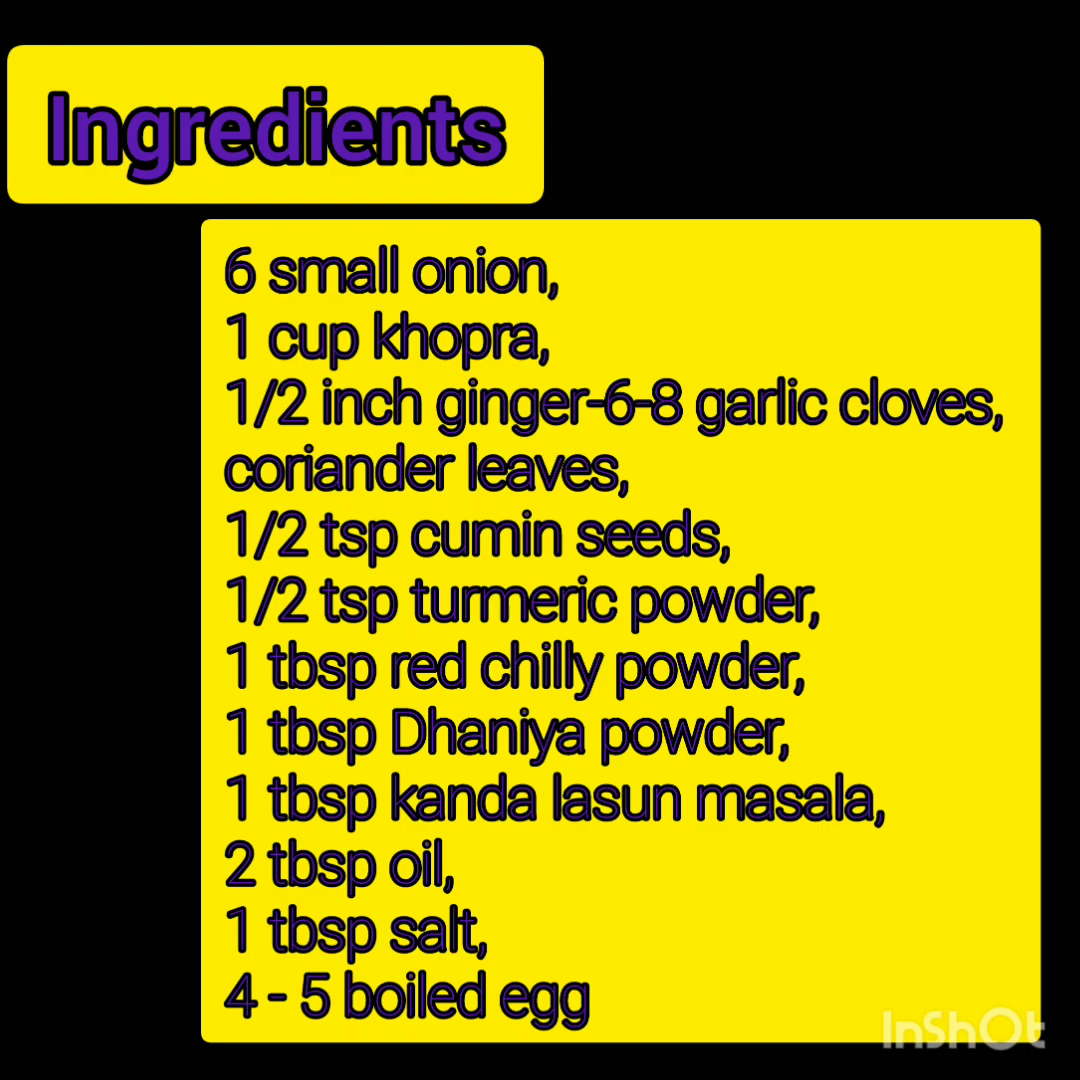 Ingredients
6 small onion,
1 cup khopra,
1/2 inch ginger-6-8 garlic cloves,
coriander leaves,
1/2 tsp cumin seeds,
1/2 tsp turmeric powder,
1 tbsp red chilly powder,
1 tbsp Dhaniya powder,
1 tbsp kanda lasun masala,
2 tbsp oil,
1 tbsp salt,
4 - 5 boiled egg
InShOt